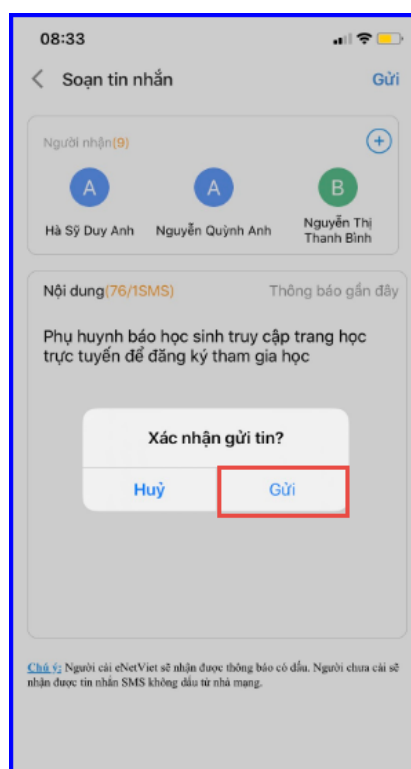 08:33
Soạn tin nhắn
Gửi
Người nhận(9)
A
A
B
Hà Sỹ Duy Anh
Nguyễn Quỳnh Anh
Nguyễn Thị
Thanh Bình
Nội dung(76/1SMS)
Thông báo gần đây
Phụ huynh báo học sinh truy cập trang học
trực tuyến để đăng ký tham gia học
Xác nhận gửi tin?
Huỷ
Gửi
Chú ý: Người cài eNetViet sẽ nhận được thông báo có dấu. Người chưa cài sẽ
nhận được tin nhắn SMS không dấu từ nhà mạng.